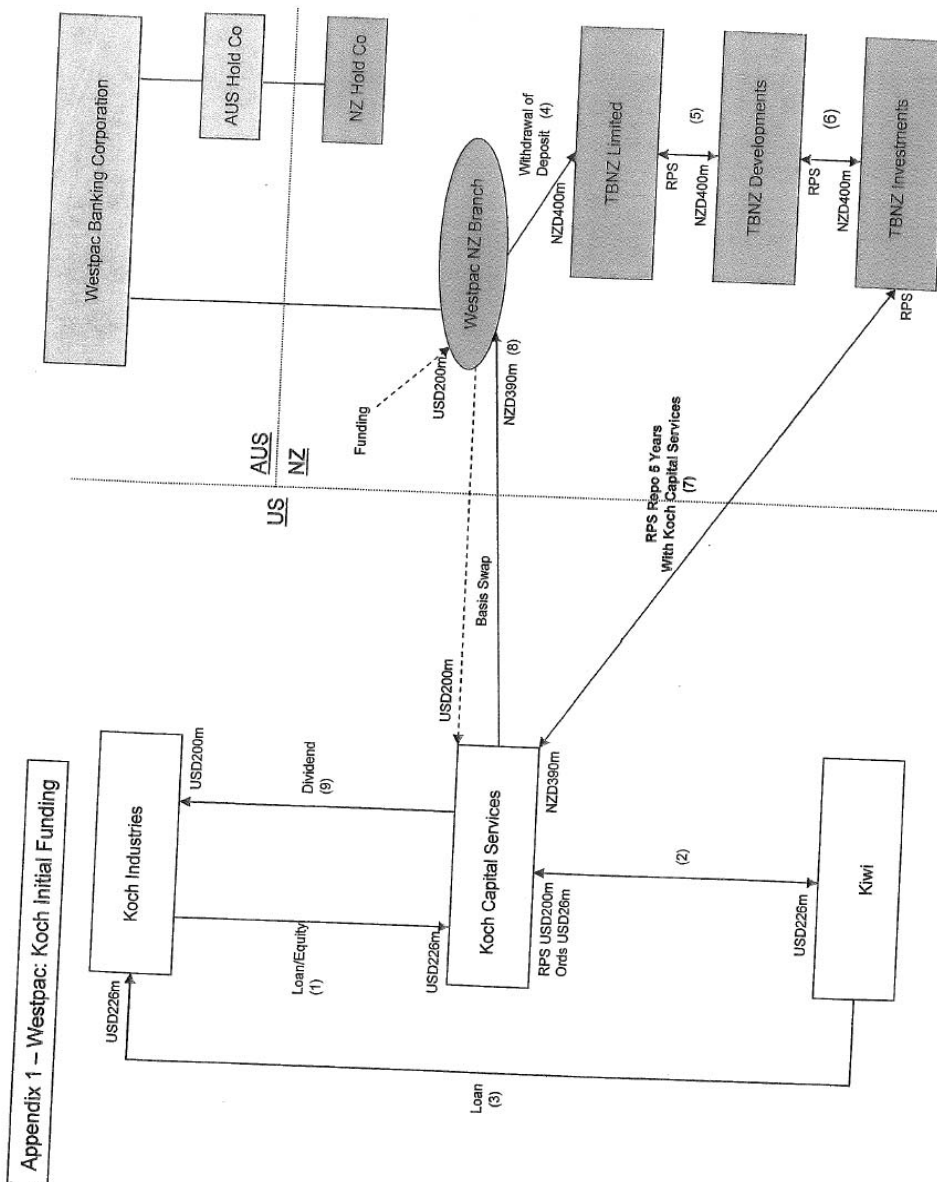 Appendix 1 – Westpac: Koch Initial Funding
Westpac Banking Corporation
AUS Hold Co
NZ Hold Co
US
AUS
NZ
Koch Industries
USD226m
USD200m
Loan/Equity
(1)
Dividend
(9)
USD226m
USD200m
Koch Capital Services
Basis Swap
Funding
USD200m
NZD390m (8)
Westpac NZ Branch
Withdrawal of
Deposit (4)
NZD400m
TBNZ Limited
RPS
(5)
NZD400m
TBNZ Developments
RPS
(6)
NZD400m
TBNZ Investments
RPS
RPS Repo 5 Years
With Koch Capital Services
(7)
NZD390m
RPS USD200m
Ords USD26m
(2)
USD226m
Kiwi
Loan
(3)